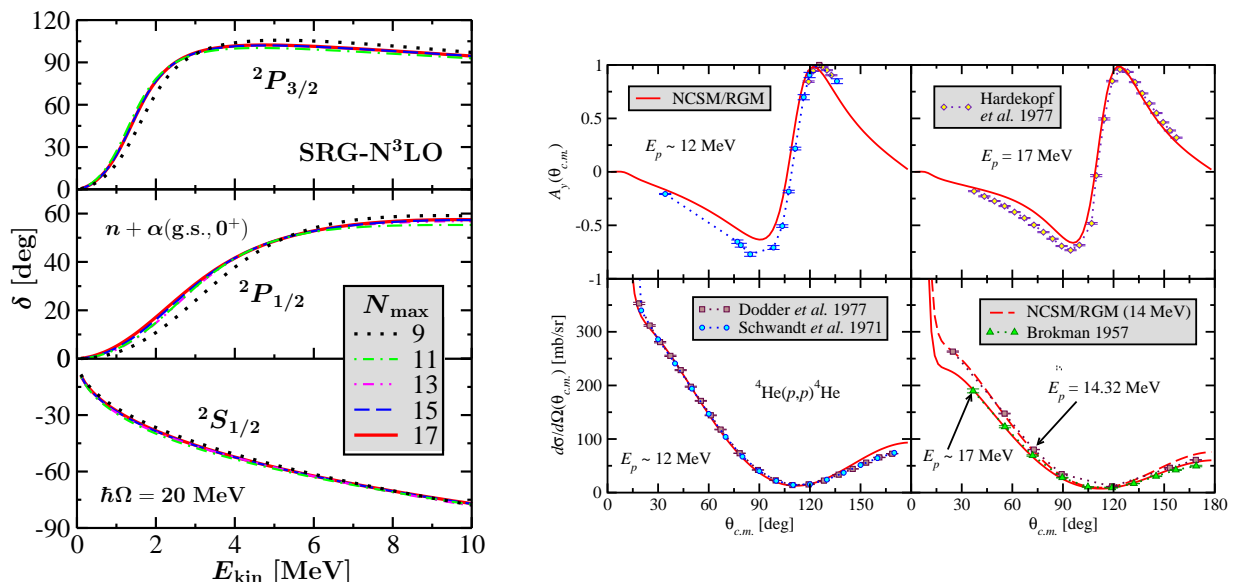 120
90
60
30
0
²P₃/₂
SRG-N³LO
60
40
20
0
n + α(g.s., 0⁺)
²P₁/₂
δ [deg]
N_max
9
11
13
15
17
-30
-60
-90
²S₁/₂
ħΩ = 20 MeV
0 2 4 6 8 10
E_kin [MeV]
1
0.5
0
-0.5
-1
A_y(θ_c.m.)
NCSM/RGM
E_p ~ 12 MeV
Hardekopf
et al. 1977
E_p = 17 MeV
300
200
100
0
dσ/dΩ(θ_c.m.) [mb/sr]
Dodder et al. 1977
Schwandt et al. 1971
⁴He(p,p)⁴He
E_p ~ 12 MeV
NCSM/RGM (14 MeV)
Brokman 1957
E_p = 14.32 MeV
E_p ~ 17 MeV
0 30 60 90 120 150 0 30 60 90 120 150 180
θ_c.m. [deg] θ_c.m. [deg]